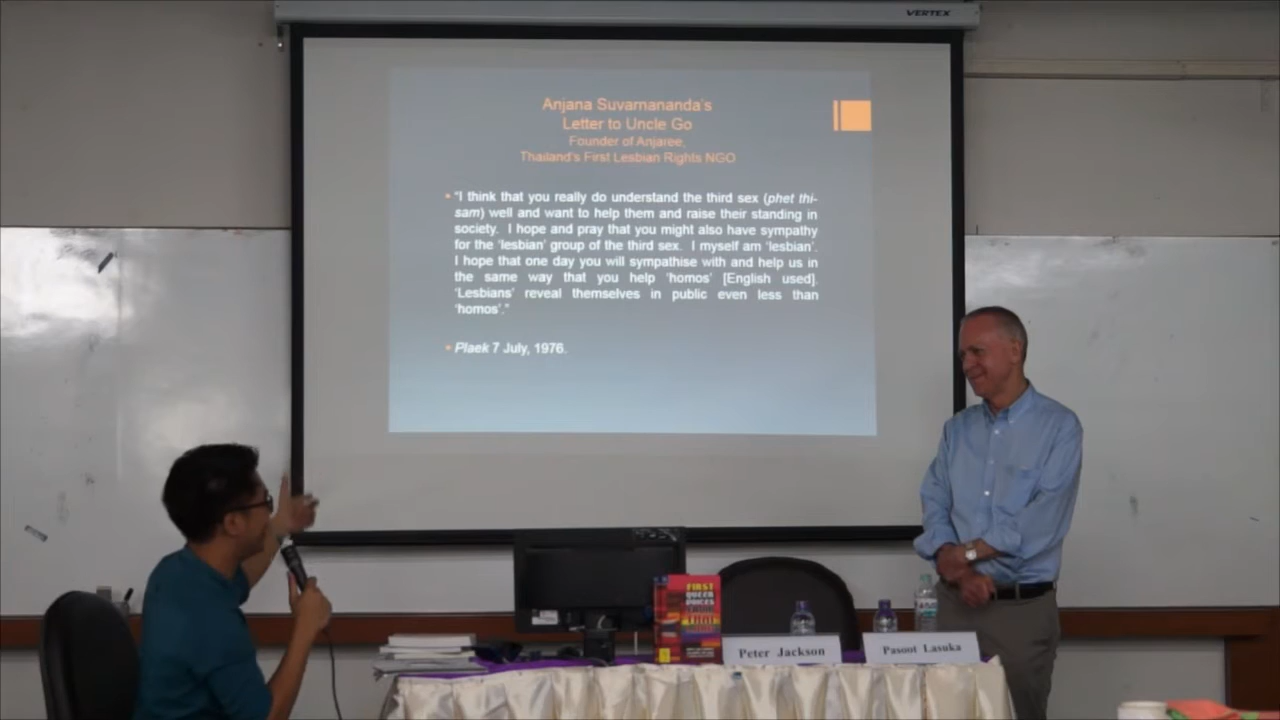 VERTEX
Anjana Suvarnananda's
Letter to Uncle Go
Founder of Anjaree,
Thailand's First Lesbian Rights NGO
"I think that you really do understand the third sex (phet thi-
sam) well and want to help them and raise their standing in
society. I hope and pray that you might also have sympathy
for the 'lesbian' group of the third sex. I myself am 'lesbian'.
I hope that one day you will sympathise with and help us in
the same way that you help 'homos' [English used].
'Lesbians' reveal themselves in public even less than
'homos'."
Plaek 7 July, 1976.
FIRST
QUEER
VOICES
FROM
THAILAND
Peter Jackson
Pasoot Lasuka